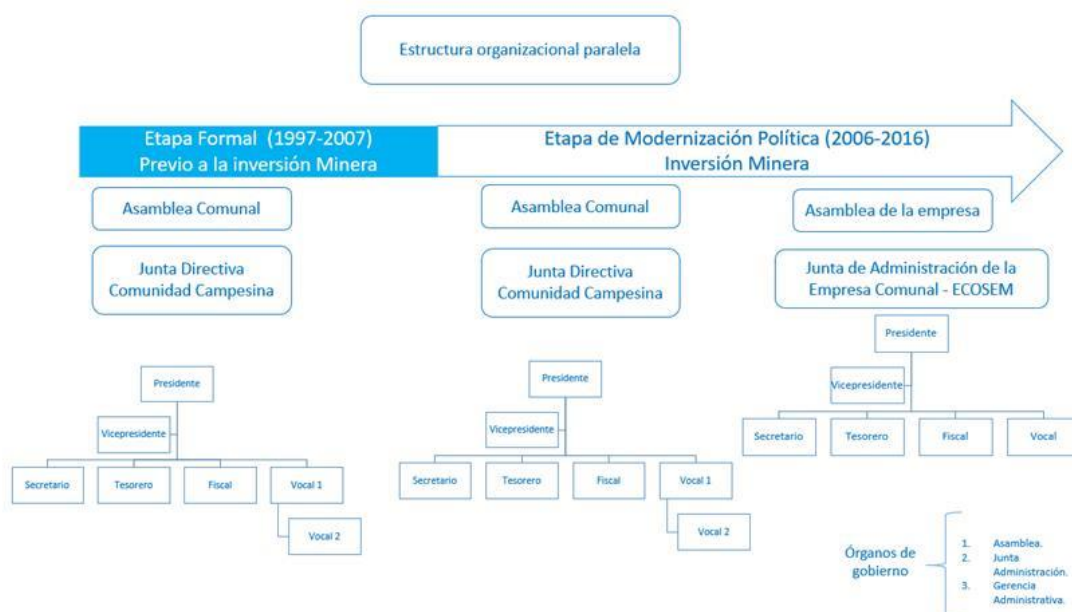 Estructura organizacional paralela
Etapa Formal (1997-2007)
Previo a la inversión Minera
Etapa de Modernización Política (2006-2016)
Inversión Minera
Asamblea Comunal
Junta Directiva
Comunidad Campesina
Presidente
Vicepresidente
Secretario
Tesorero
Fiscal
Vocal 1
Vocal 2
Asamblea Comunal
Junta Directiva
Comunidad Campesina
Presidente
Vicepresidente
Secretario
Tesorero
Fiscal
Vocal 1
Vocal 2
Asamblea de la empresa
Junta de Administración de la
Empresa Comunal - ECOSEM
Presidente
Vicepresidente
Secretario
Tesorero
Fiscal
Vocal
Órganos de
gobierno
1. Asamblea.
2. Junta
Administración.
3. Gerencia
Administrativa.